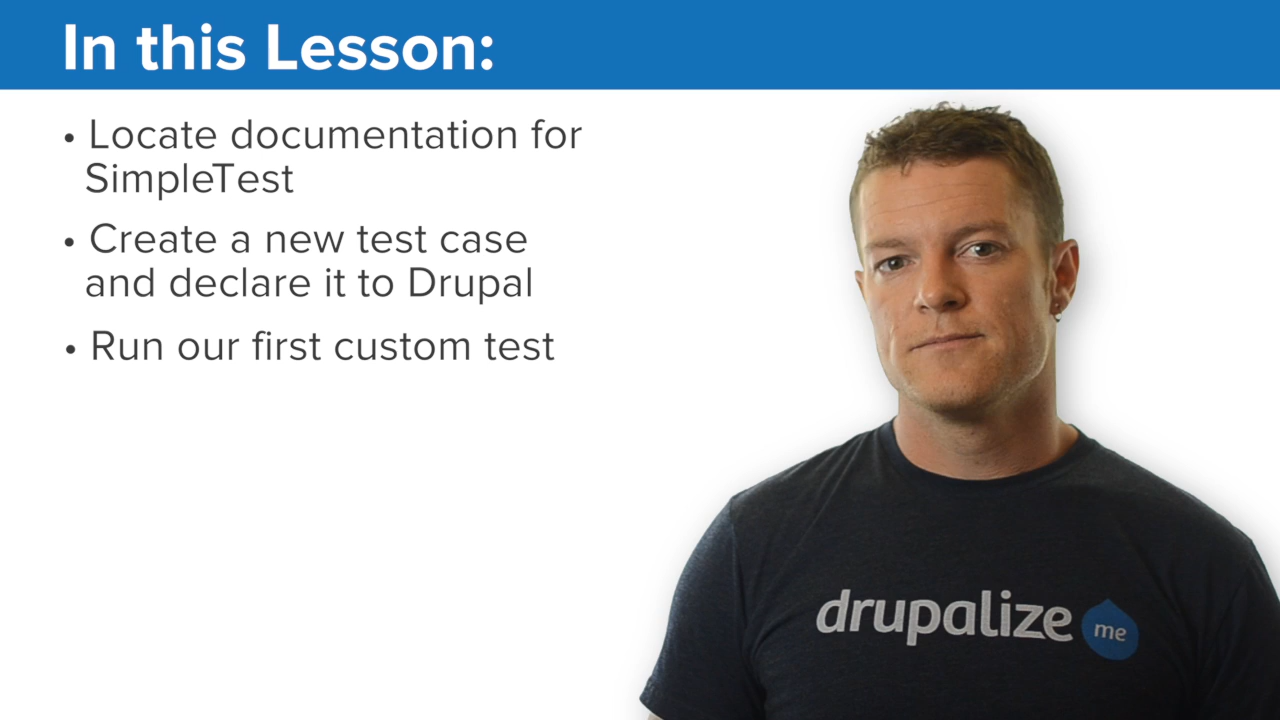 In this Lesson:
• Locate documentation for
SimpleTest
• Create a new test case
and declare it to Drupal
• Run our first custom test
drupalize me